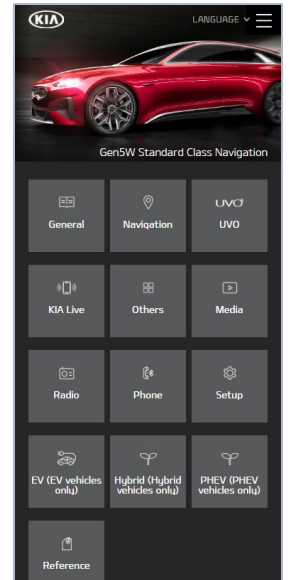 KIA
LANGUAGE
Gen5W Standard Class Navigation
General
Navigation
UVO
UVO
KIA Live
Others
Media
Radio
Phone
Setup
EV (EV vehicles
only)
Hybrid (Hybrid
vehicles only)
PHEV (PHEV
vehicles only)
Reference